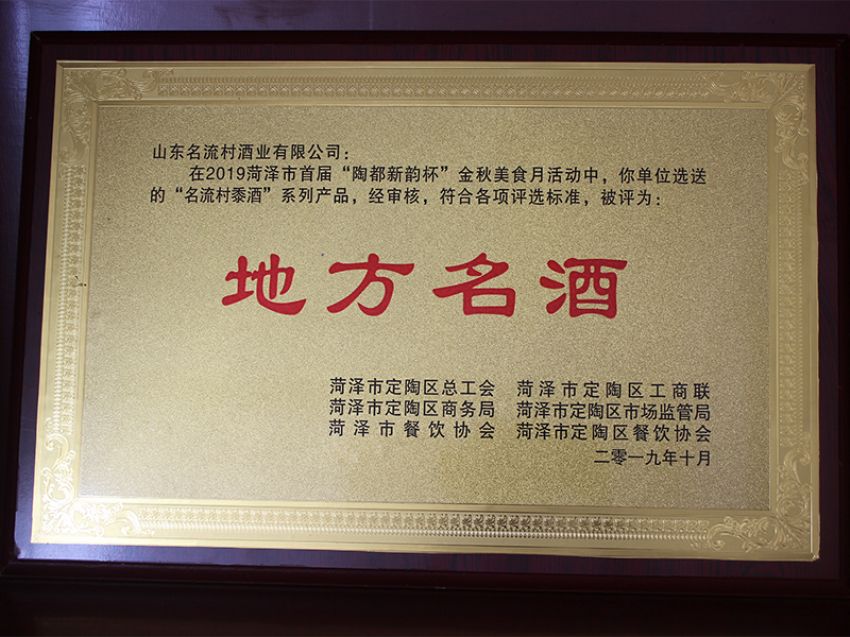 山东名流村酒业有限公司：
在2019菏泽市首届“陶都新韵杯”金秋美食月活动中，你单位选送
的“名流村黍酒”系列产品，经审核，符合各项评选标准，被评为：
地方名酒
菏泽市定陶区总工会 菏泽市定陶区工商联
菏泽市定陶区商务局 菏泽市定陶区市场监管局
菏泽市餐饮协会 菏泽市定陶区餐饮协会
二零一九年十月